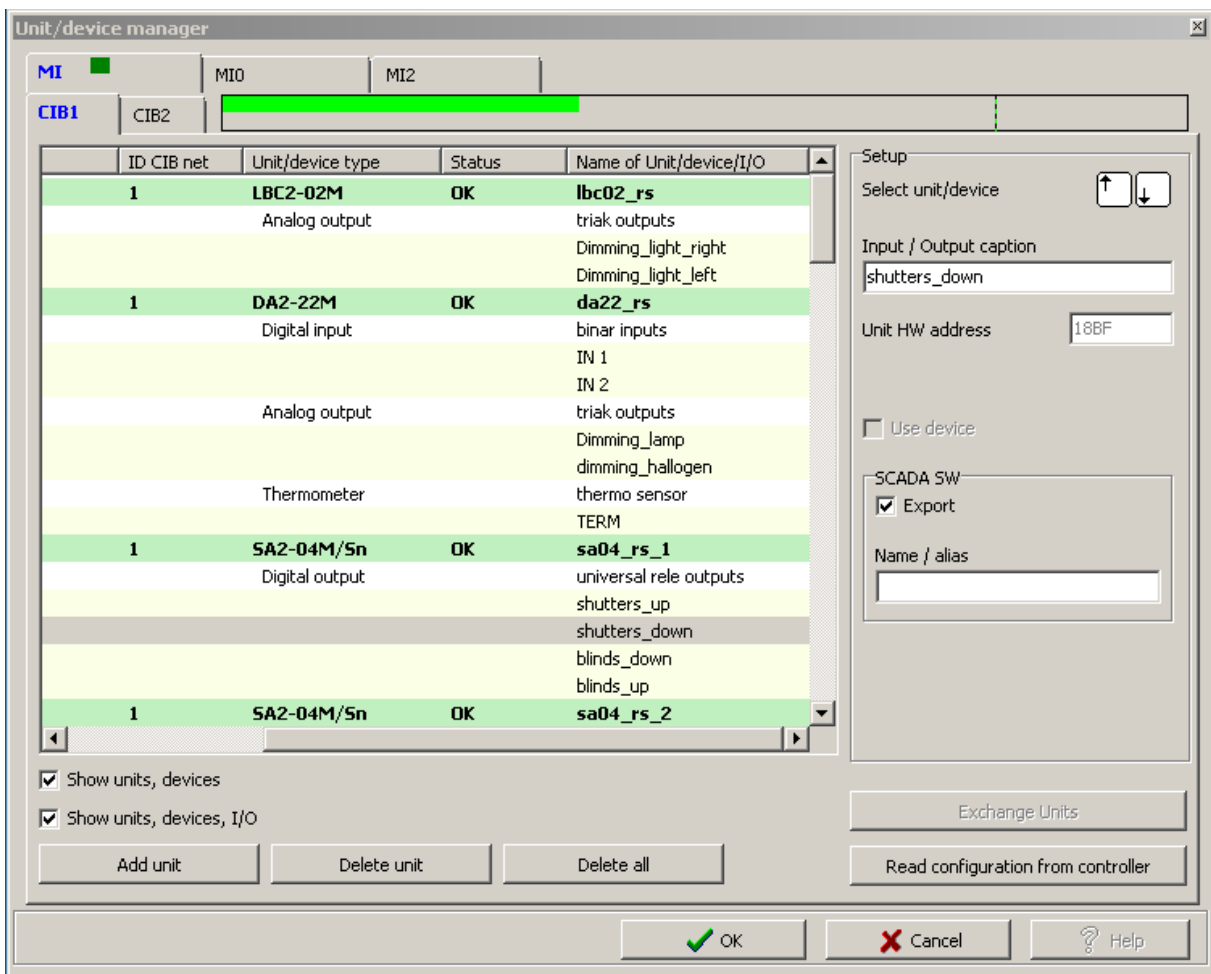 Unit/device manager
MI MI0 MI2
CIB1 CIB2
ID CIB net Unit/device type Status Name of Unit/device/I/O
1 LBC2-02M OK lbc02_rs
Analog output triak outputs
Dimming_light_right
Dimming_light_left
1 DA2-22M OK da22_rs
Digital input binar inputs
IN 1
IN 2
Analog output triak outputs
Dimming_lamp
dimming_hallogen
Thermometer thermo sensor
TERM
1 SA2-04M/Sn OK sa04_rs_1
Digital output universal rele outputs
shutters_up
shutters_down
blinds_down
blinds_up
1 SA2-04M/Sn OK sa04_rs_2
Setup
Select unit/device
Input / Output caption
shutters_down
Unit HW address 18BF
Use device
SCADA SW
Export
Name / alias
Show units, devices
Show units, devices, I/O
Add unit Delete unit Delete all
Exchange Units
Read configuration from controller
OK Cancel Help